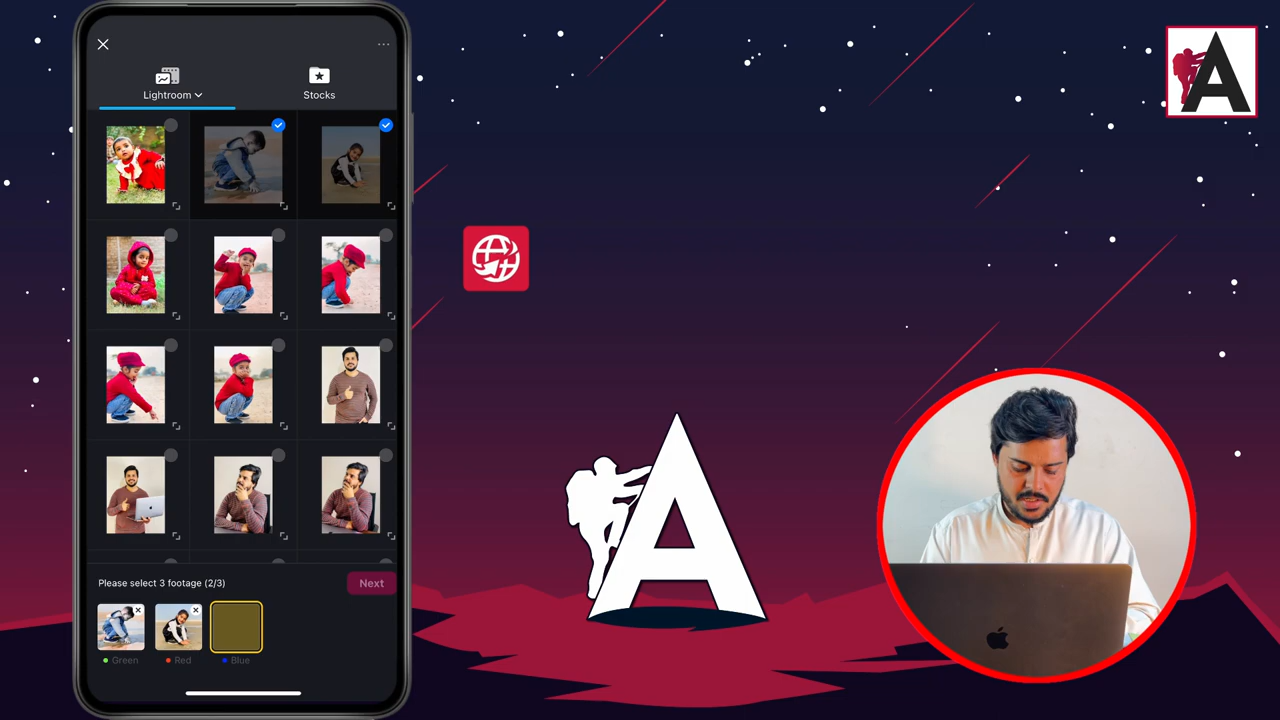 Lightroom
Stocks
Please select 3 footage (2/3)
Next
Green
Red
Blue
A
A